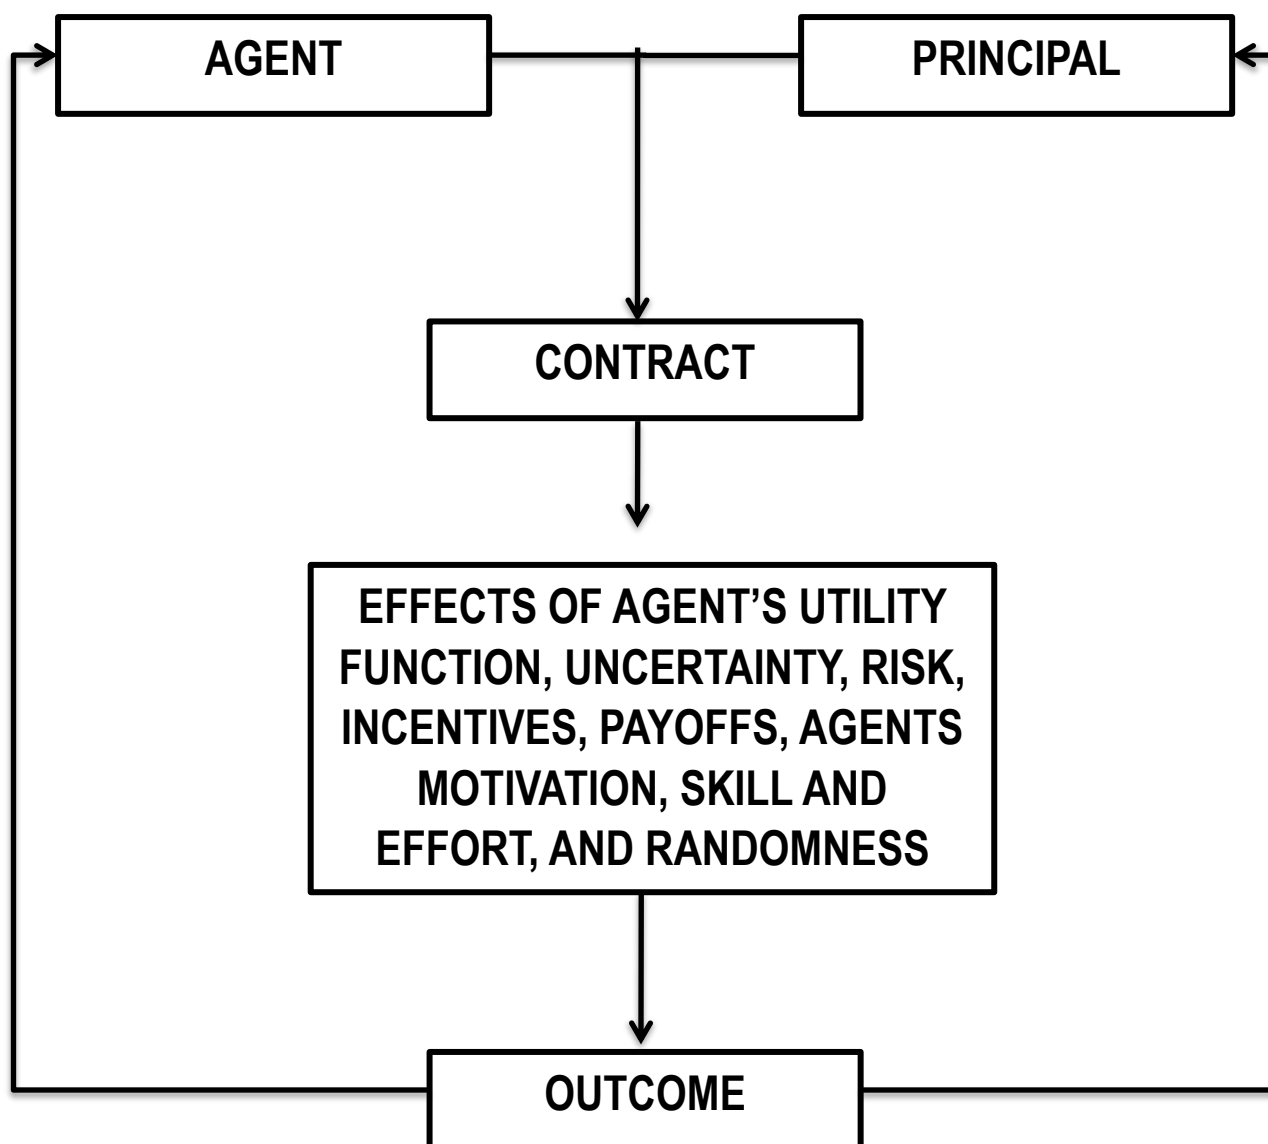 AGENT
PRINCIPAL
CONTRACT
EFFECTS OF AGENT’S UTILITY
FUNCTION, UNCERTAINTY, RISK,
INCENTIVES, PAYOFFS, AGENTS
MOTIVATION, SKILL AND
EFFORT, AND RANDOMNESS
OUTCOME